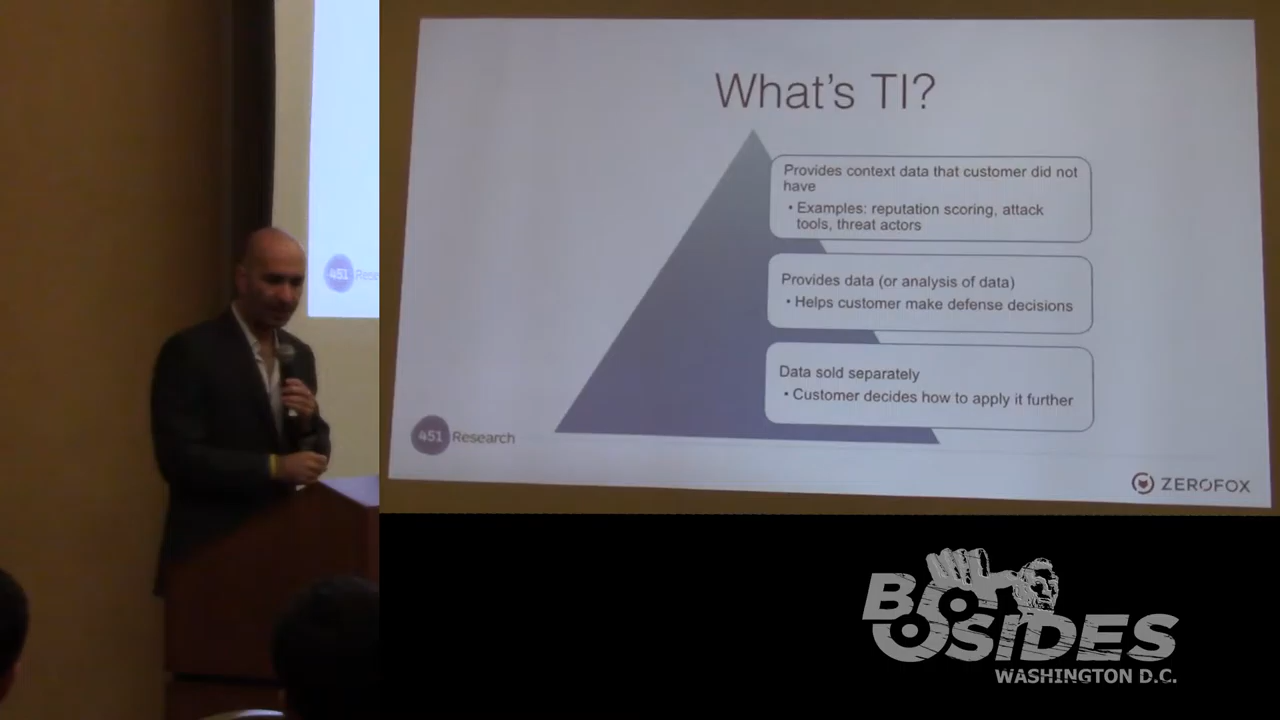 What's TI?
Provides context data that customer did not
have
• Examples: reputation scoring, attack
tools, threat actors
Provides data (or analysis of data)
• Helps customer make defense decisions
Data sold separately
• Customer decides how to apply it further
451 Research
ZEROFOX
451 Rese
BSIDES
WASHINGTON D.C.